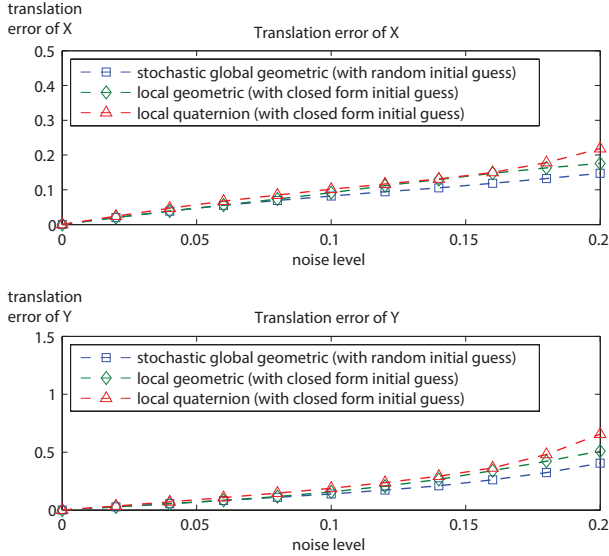 translation
error of X
Translation error of X
0.5
0.4
0.3
0.2
0.1
0
stochastic global geometric (with random initial guess)
local geometric (with closed form initial guess)
local quaternion (with closed form initial guess)
0 0.05 0.1 0.15 0.2
noise level
translation
error of Y
Translation error of Y
1.5
1
0.5
0
stochastic global geometric (with random initial guess)
local geometric (with closed form initial guess)
local quaternion (with closed form initial guess)
0 0.05 0.1 0.15 0.2
noise level